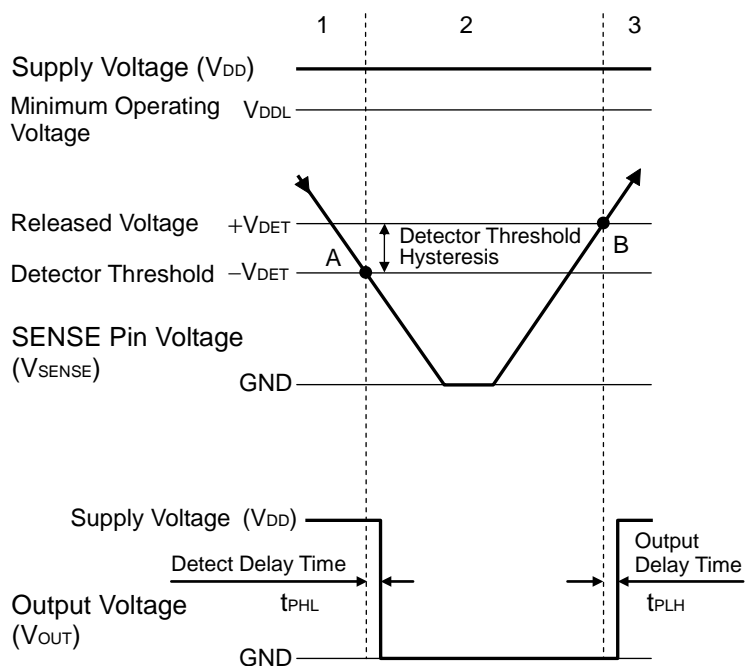 1 2 3
Supply Voltage (VDD)
Minimum Operating Voltage VDDL
Released Voltage +VDET
Detector Threshold Hysteresis
A
B
Detector Threshold −VDET
SENSE Pin Voltage
(VSENSE)
GND
Supply Voltage (VDD)
Detect Delay Time
tPHL
Output
Delay Time
tPLH
Output Voltage
(VOUT)
GND